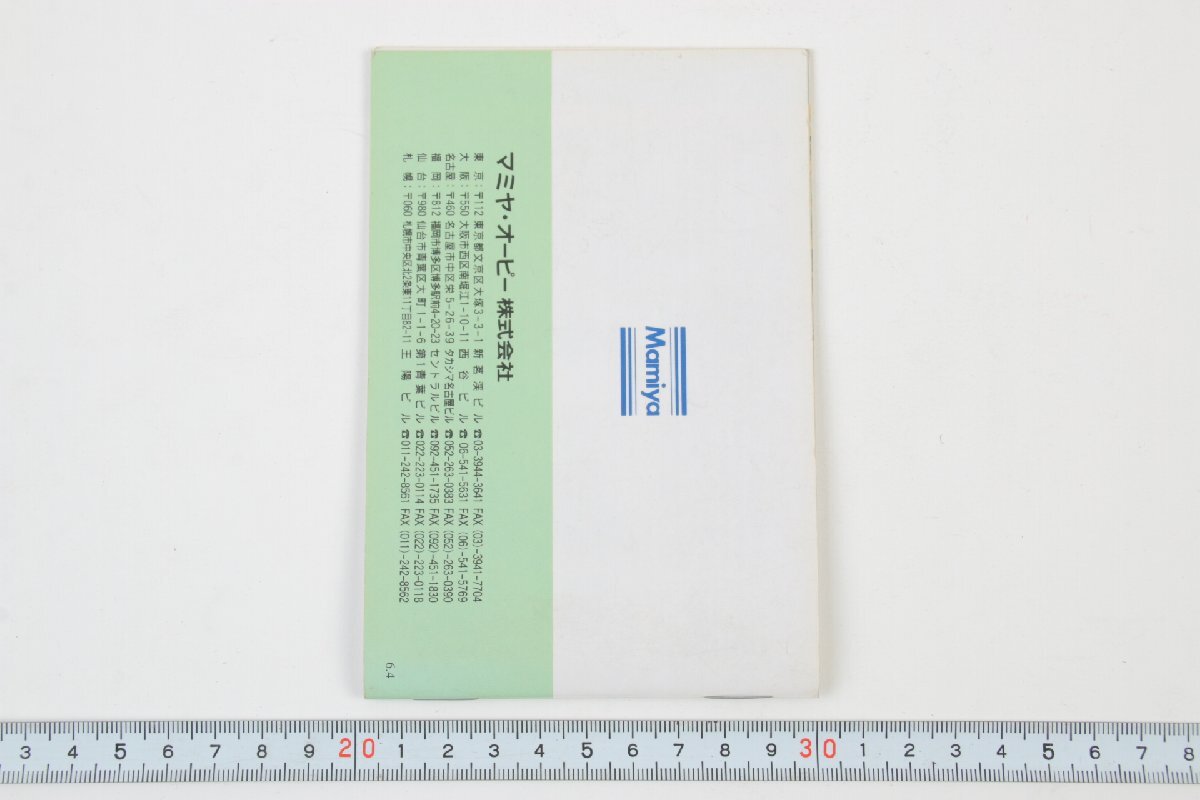 Mamiya
マミヤ・オーピー株式会社
東京：〒112 東京都文京区大塚3-3-1 新茗渓ビル ☎03-3944-3641 FAX (03)-3941-7704
大阪：〒550 大阪市西区南堀江1-10-11 西谷ビル ☎06-541-5631 FAX (06)-541-5769
名古屋：〒460 名古屋市中区栄5-26-39 タカシマ名古屋ビル ☎052-263-0383 FAX (052)-263-0390
福岡：〒812 福岡市博多区博多駅前4-20-23 セントラルビル ☎092-451-1735 FAX (092)-451-1830
仙台：〒980 仙台市青葉区大町1-1-6 第1青葉ビル ☎022-223-0114 FAX (022)-223-0118
札幌：〒060 札幌市中央区北2条東11丁目82-11 王陽ビル ☎011-242-8561 FAX (011)-242-8562
6.4
3 4 5 6 7 8 9 20 1 2 3 4 5 6 7 8 9 30 1 2 3 4 5 6 7 8